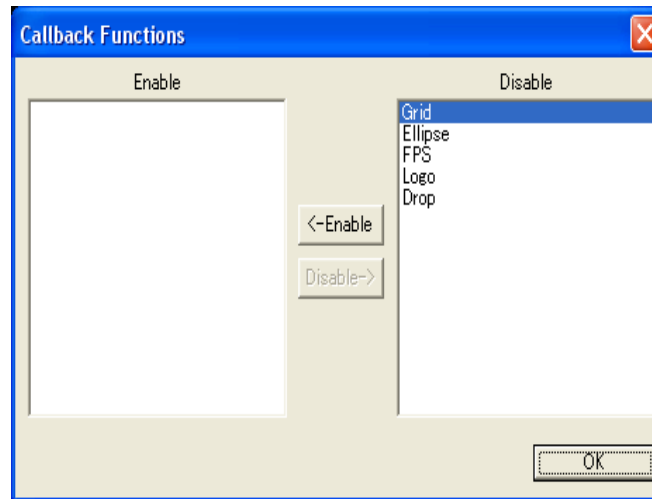 Callback Functions
Enable
Disable
Grid
Ellipse
FPS
Logo
Drop
<-Enable
Disable->
OK